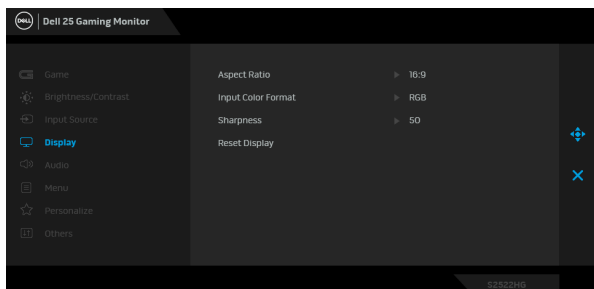 DELL Dell 25 Gaming Monitor
Game
Brightness/Contrast
Input Source
Display
Audio
Menu
Personalize
Others
Aspect Ratio 16:9
Input Color Format RGB
Sharpness 50
Reset Display
S2522HG